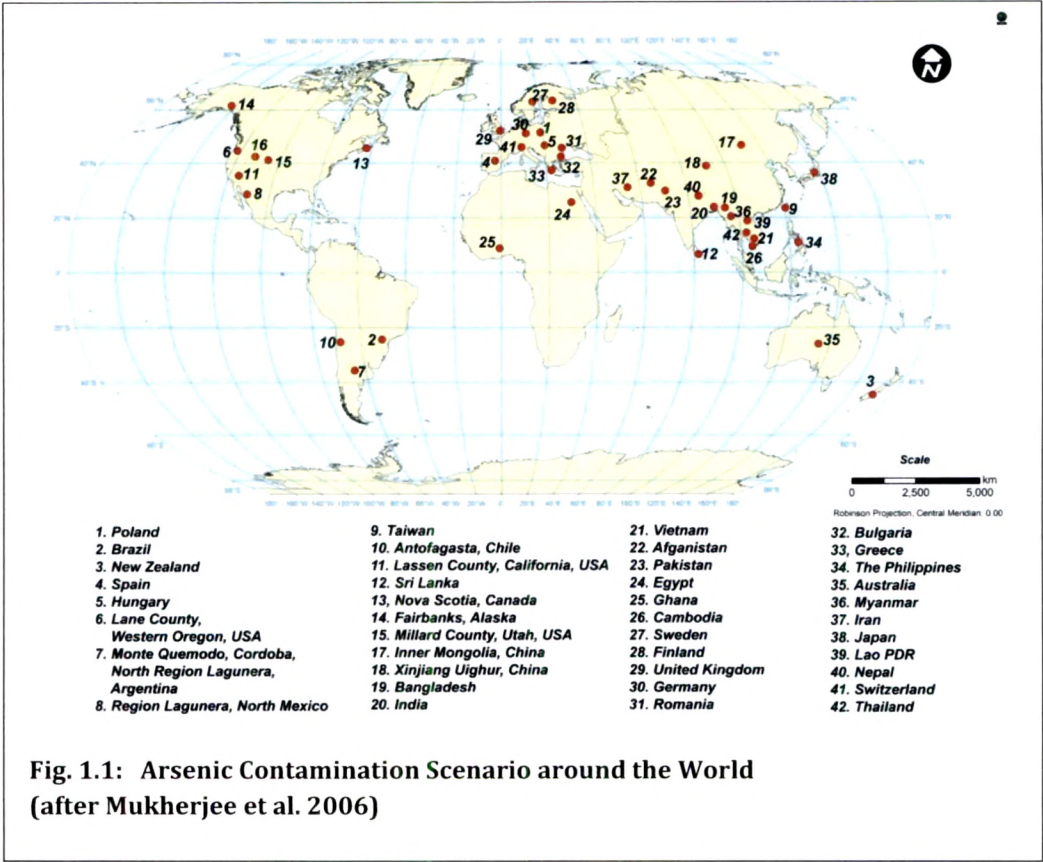 N
14
27
28
30
1
29
5
31
41
32
4
33
6
16
15
13
11
8
17
18
38
37
22
40
23
19
20
36
39
9
24
42
21
34
26
12
25
10
2
7
35
3
0
Scale
km
0 2,500 5,000
Robinson Projection, Central Meridian: 0.00
1. Poland
2. Brazil
3. New Zealand
4. Spain
5. Hungary
6. Lane County,
Western Oregon, USA
7. Monte Quemodo, Cordoba,
North Region Lagunera,
Argentina
8. Region Lagunera, North Mexico
9. Taiwan
10. Antofagasta, Chile
11. Lassen County, California, USA
12. Sri Lanka
13, Nova Scotia, Canada
14. Fairbanks, Alaska
15. Millard County, Utah, USA
17. Inner Mongolia, China
18. Xinjiang Uighur, China
19. Bangladesh
20. India
21. Vietnam
22. Afganistan
23. Pakistan
24. Egypt
25. Ghana
26. Cambodia
27. Sweden
28. Finland
29. United Kingdom
30. Germany
31. Romania
32. Bulgaria
33, Greece
34. The Philippines
35. Australia
36. Myanmar
37. Iran
38. Japan
39. Lao PDR
40. Nepal
41. Switzerland
42. Thailand
Fig. 1.1: Arsenic Contamination Scenario around the World
(after Mukherjee et al. 2006)